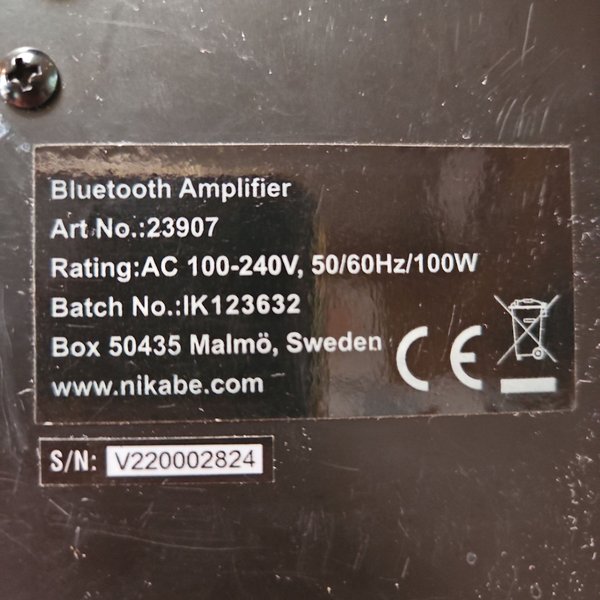 Bluetooth Amplifier
Art No.:23907
Rating:AC 100-240V, 50/60Hz/100W
Batch No.:IK123632
Box 50435 Malmö, Sweden
www.nikabe.com
CE
S/N: V220002824